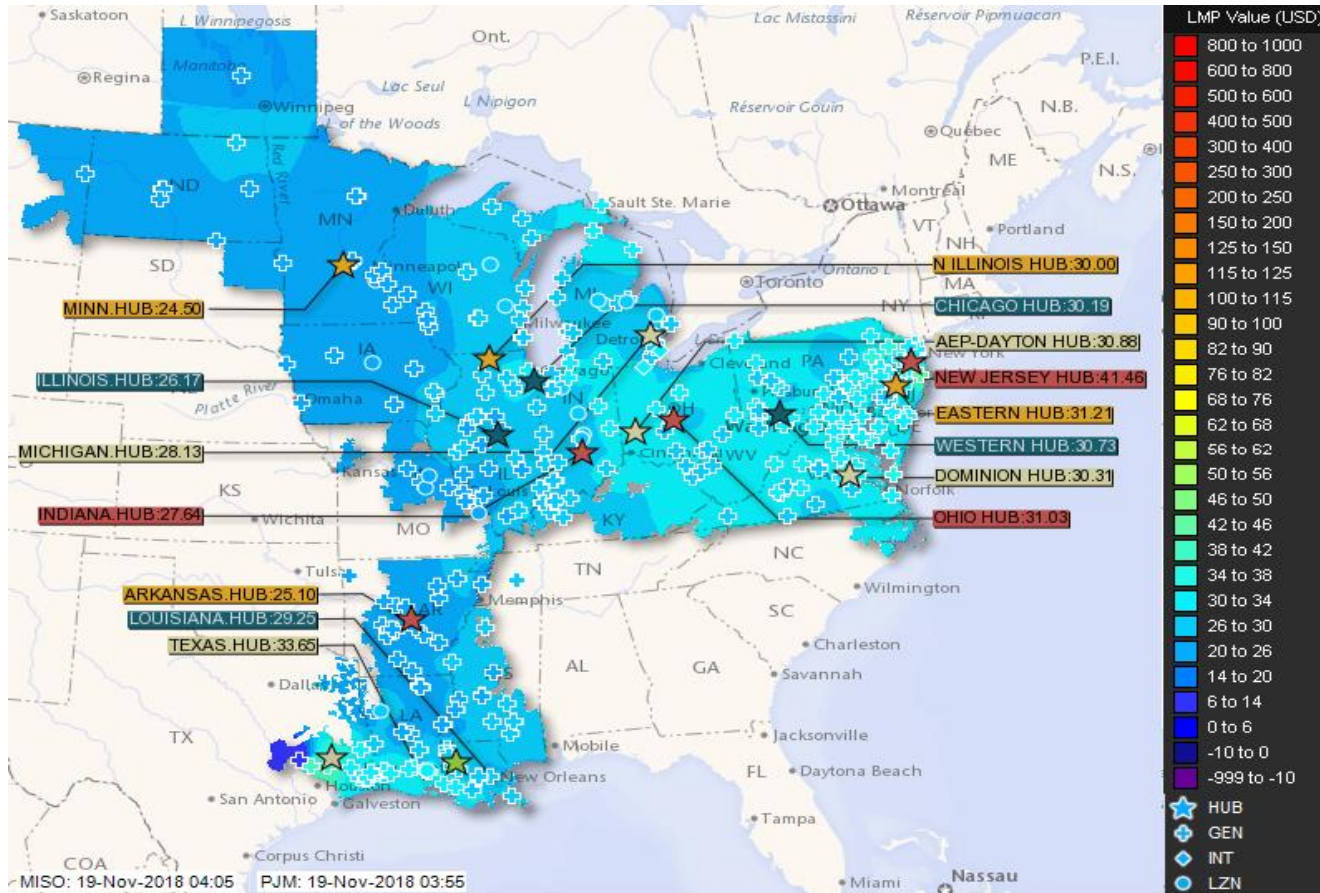 Saskatoon
L Winnipegosis
Ont.
Lac Mistassini
Réservoir Pipmuacan
LMP Value (USD)
800 to 1000
600 to 800
500 to 600
400 to 500
300 to 400
250 to 300
200 to 250
150 to 200
125 to 150
115 to 125
100 to 115
90 to 100
82 to 90
76 to 82
68 to 76
62 to 68
56 to 62
50 to 56
46 to 50
42 to 46
38 to 42
34 to 38
30 to 34
26 to 30
20 to 26
14 to 20
6 to 14
0 to 6
-10 to 0
-999 to -10
HUB
GEN
INT
LZN
P.E.I.
Regina
L Manitoba
Winnipeg
Lac Seul
L Nipigon
L of the Woods
Réservoir Gouin
N.B.
Québec
ME
N.S.
Red River
ND
MN
Duluth
Sault Ste. Marie
Montréal
Ottawa
VT
Portland
NH
SD
WI
MI
Toronto
Ontario
NY
MA
N ILLINOIS HUB:30.00
CHICAGO HUB:30.19
AEP-DAYTON HUB:30.88
NEW JERSEY HUB:41.46
EASTERN HUB:31.21
WESTERN HUB:30.73
DOMINION HUB:30.31
OHIO HUB:31.03
MINN.HUB:24.50
ILLINOIS.HUB:26.17
MICHIGAN.HUB:28.13
INDIANA.HUB:27.64
ARKANSAS.HUB:25.10
LOUISIANA.HUB:29.25
TEXAS.HUB:33.65
Milwaukee
Detroit
Cleveland
PA
New York
IA
Omaha
Platte River
IN
WV
Norfolk
KS
Wichita
MO
IL
KY
TN
NC
Wilmington
Memphis
SC
Charleston
AL
GA
Savannah
LA
TX
Mobile
Jacksonville
New Orleans
FL
Daytona Beach
Houston
San Antonio
Galveston
Tampa
Corpus Christi
COA
Miami
Nassau
MISO: 19-Nov-2018 04:05 PJM: 19-Nov-2018 03:55